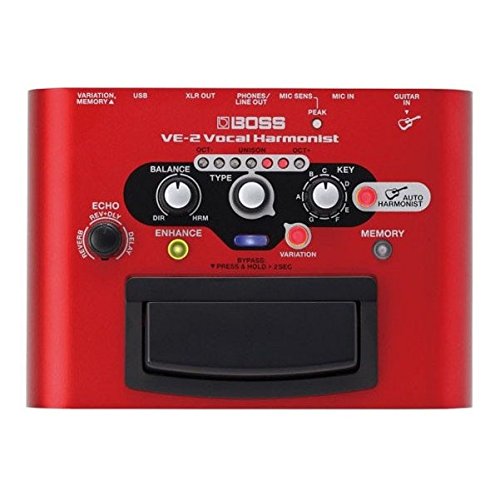 VARIATION, MEMORY▲
USB
XLR OUT
PHONES/ LINE OUT
MIC SENS
PEAK
MIC IN
GUITAR IN
▼
BOSS
VE-2 Vocal Harmonist
OCT-
UNISON
OCT+
BALANCE
DIR
HRM
TYPE
KEY
A
B
C
D
E
F
G
AUTO HARMONIST
ECHO
REV+DLY
REVERB
DELAY
ENHANCE
VARIATION
MEMORY
BYPASS:
▼ PRESS & HOLD > 2 SEC